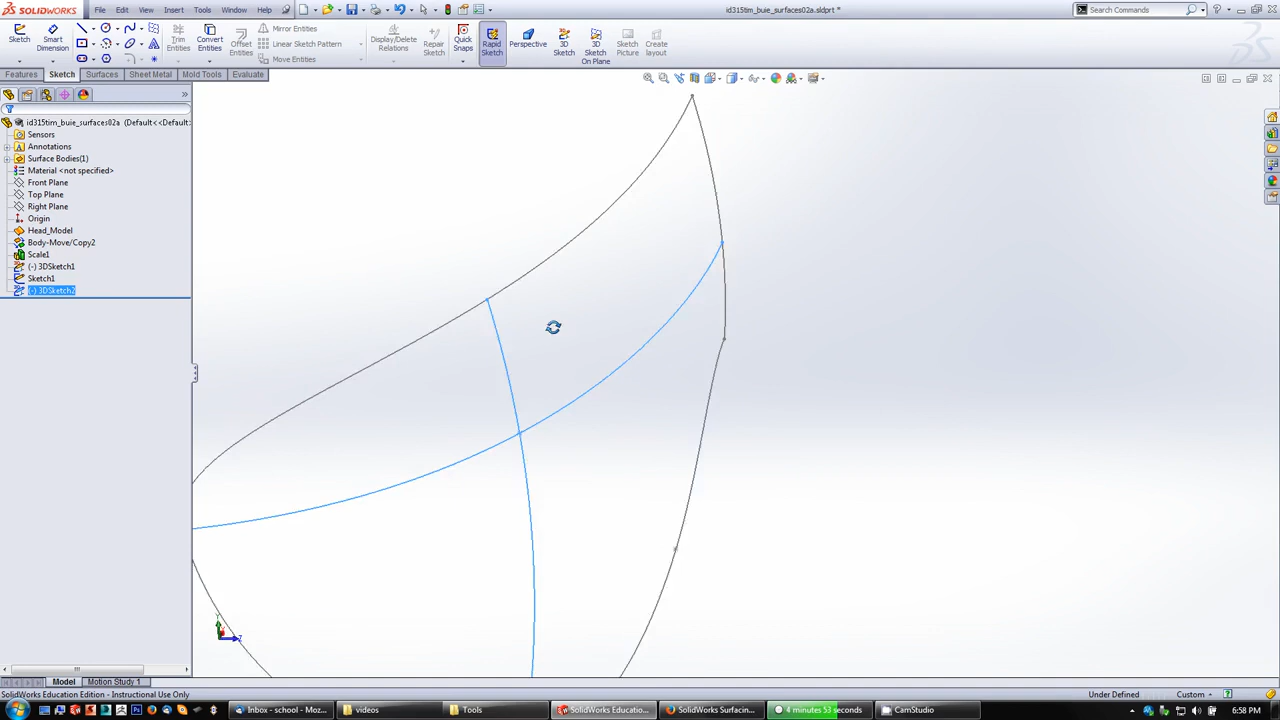 SOLIDWORKS File Edit View Insert Tools Window Help id315tim_buie_surfaces02a.sldprt * Search Commands
Sketch Smart Dimension Trim Entities Convert Entities Offset Entities Mirror Entities Linear Sketch Pattern Move Entities Display/Delete Relations Repair Sketch Quick Snaps Rapid Sketch Perspective 3D Sketch 3D Sketch On Plane Sketch Picture Create layout
Features Sketch Surfaces Sheet Metal Mold Tools Evaluate
id315tim_buie_surfaces02a (Default<<Default:
Sensors
Annotations
Surface Bodies(1)
Material <not specified>
Front Plane
Top Plane
Right Plane
Origin
Head_Model
Body-Move/Copy2
Scale1
(-) 3DSketch1
Sketch1
(-) 3DSketch2
Y
Z
Model Motion Study 1
SolidWorks Education Edition - Instructional Use Only Under Defined Custom
Inbox - school - Moz... videos Tools SolidWorks Educatio... SolidWorks Surfacin... 4 minutes 53 seconds CamStudio 6:58 PM